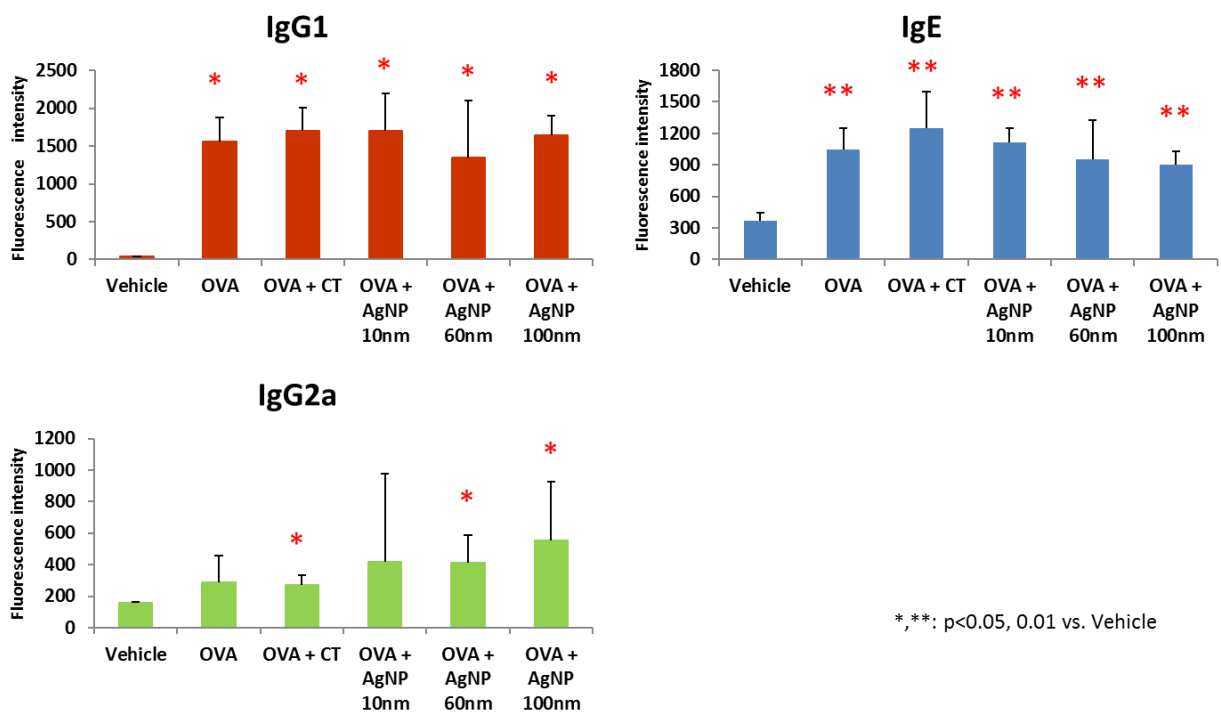 IgG1
Fluorescence intensity
2500
2000
1500
1000
500
0
* * * * *
Vehicle OVA OVA + CT OVA + OVA + OVA +
AgNP AgNP AgNP
10nm 60nm 100nm
IgE
Fluorescence intensity
1800
1500
1200
900
600
300
0
** ** ** ** **
Vehicle OVA OVA + CT OVA + OVA + OVA +
AgNP AgNP AgNP
10nm 60nm 100nm
IgG2a
Fluorescence intensity
1200
1000
800
600
400
200
0
* * *
Vehicle OVA OVA + CT OVA + OVA + OVA +
AgNP AgNP AgNP
10nm 60nm 100nm
*,**: p<0.05, 0.01 vs. Vehicle